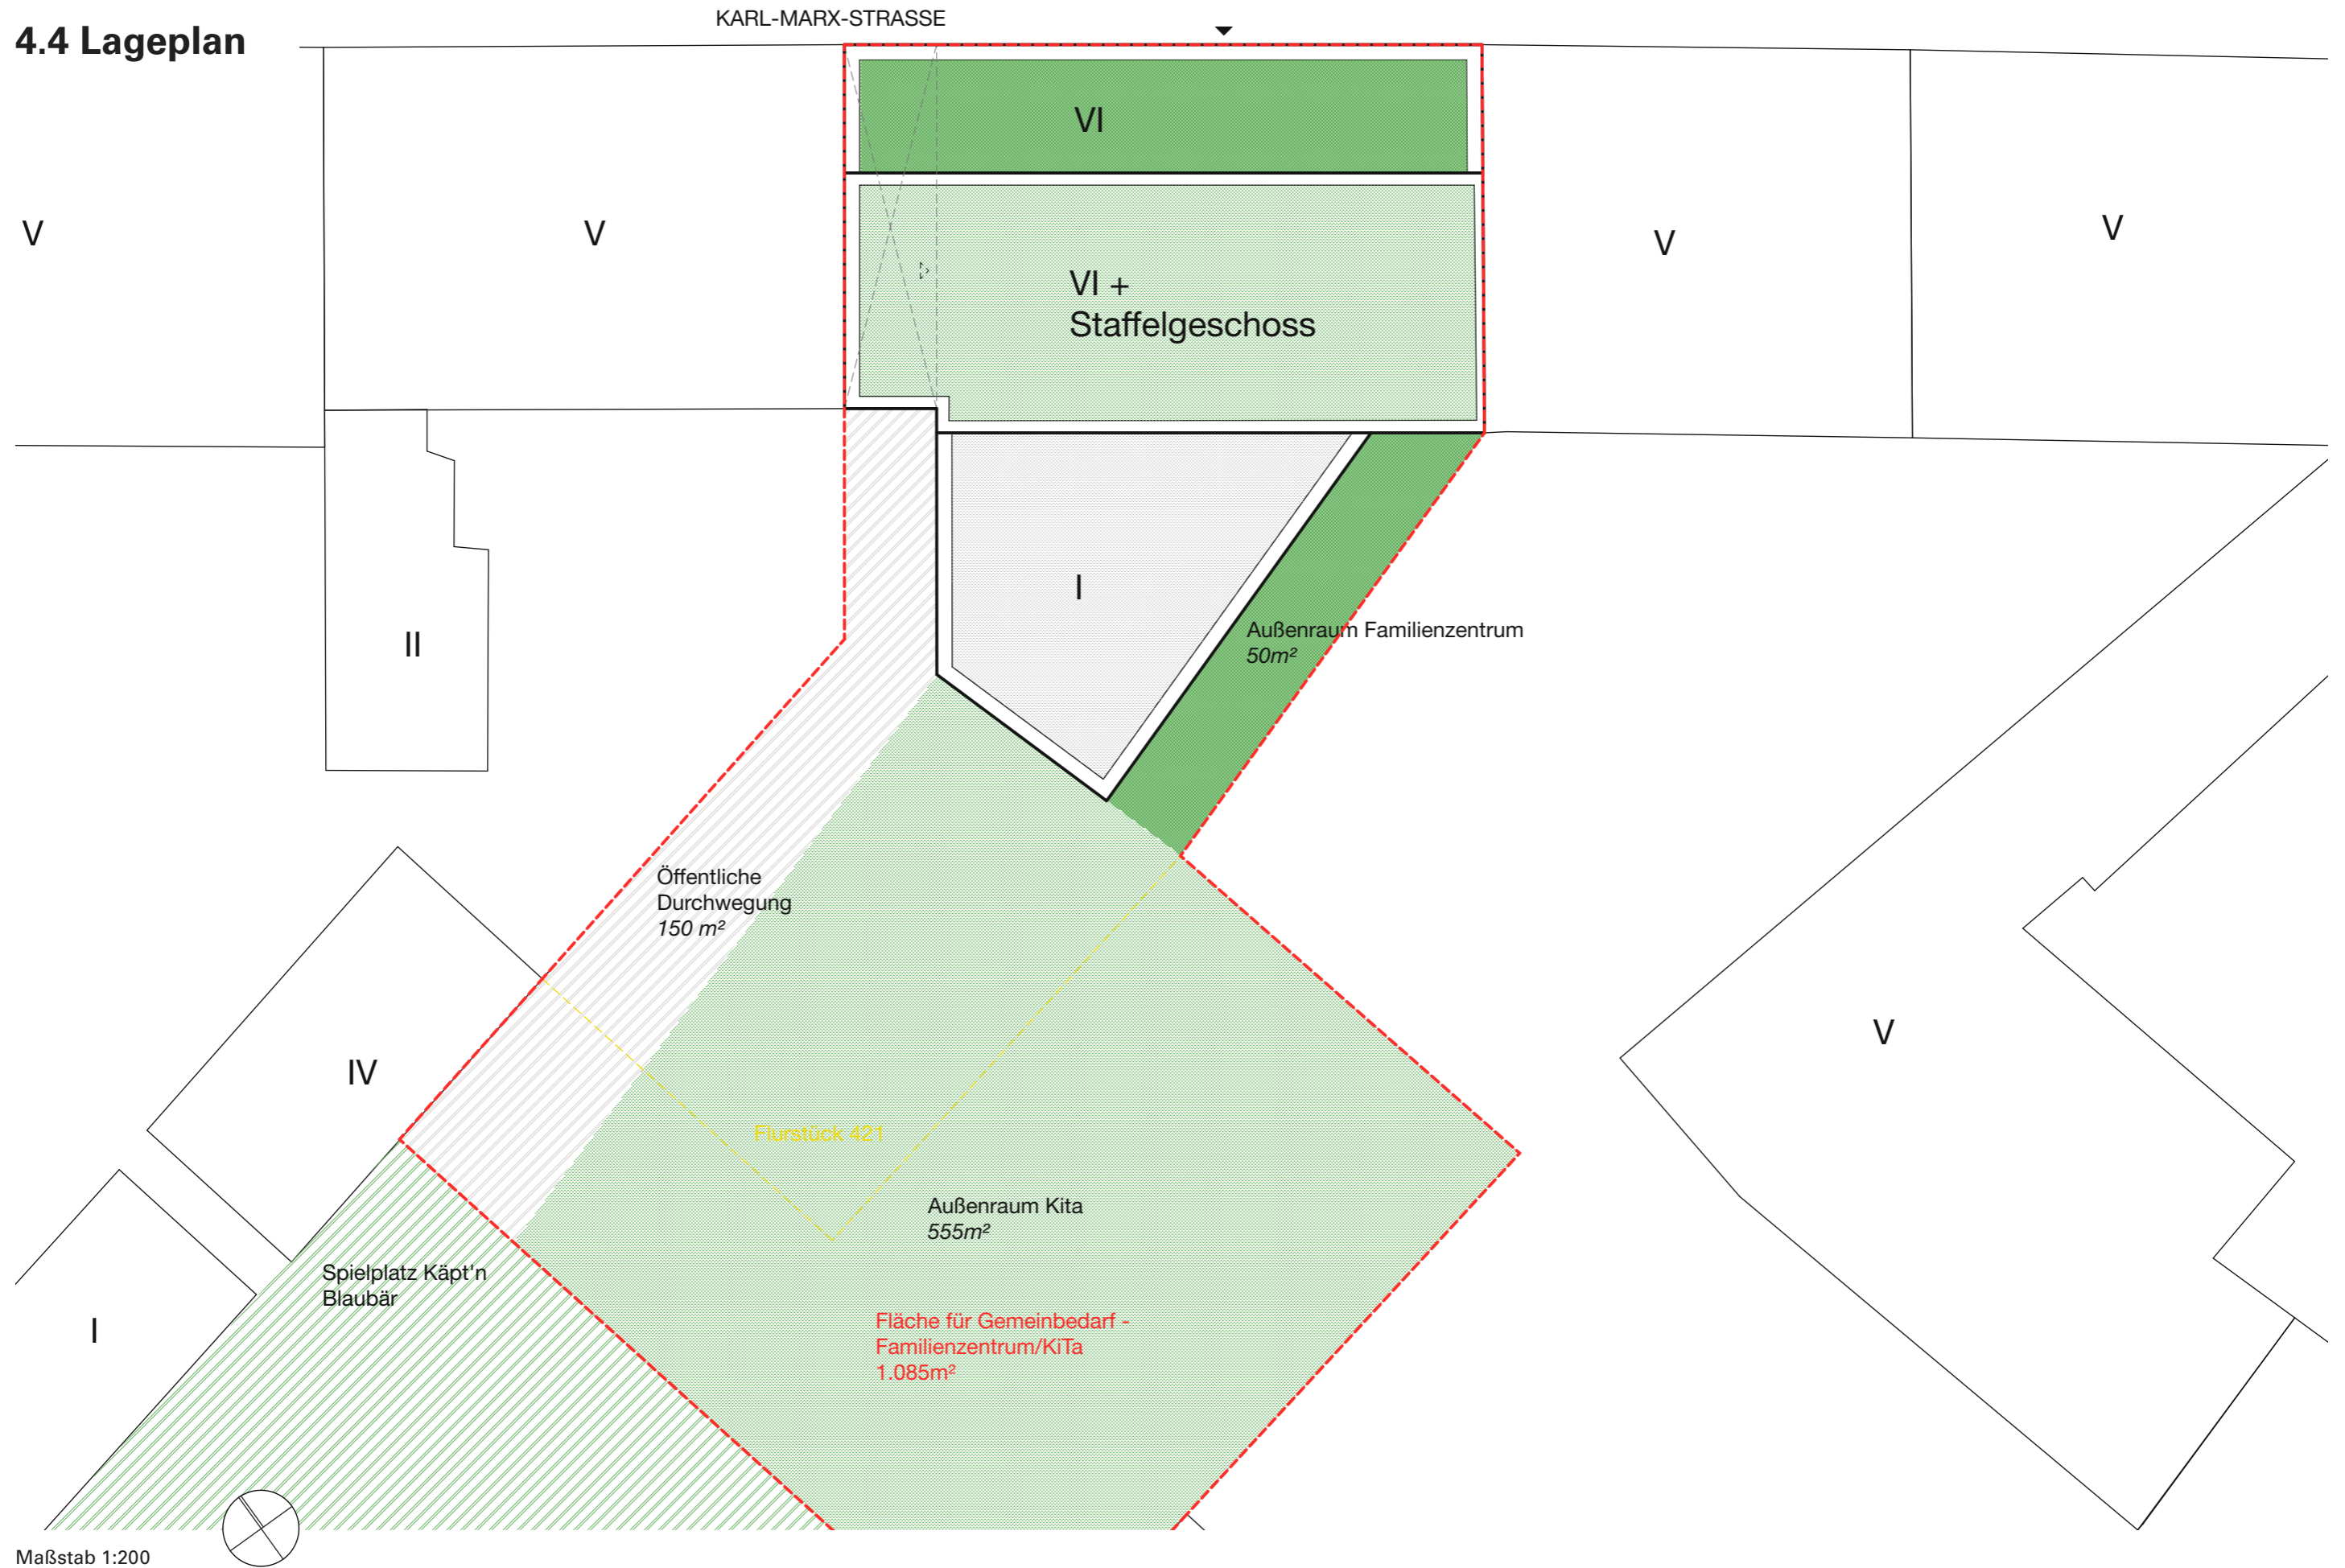 KARL-MARX-STRASSE
4.4 Lageplan
VI
V
V
V
V
VI +
Staffelgeschoss
I
II
Außenraum Familienzentrum
50m²
Öffentliche
Durchwegung
150 m²
IV
V
Flurstück 421
Außenraum Kita
555m²
Spielplatz Käpt'n
Blaubär
I
Fläche für Gemeinbedarf -
Familienzentrum/KiTa
1.085m²
Maßstab 1:200